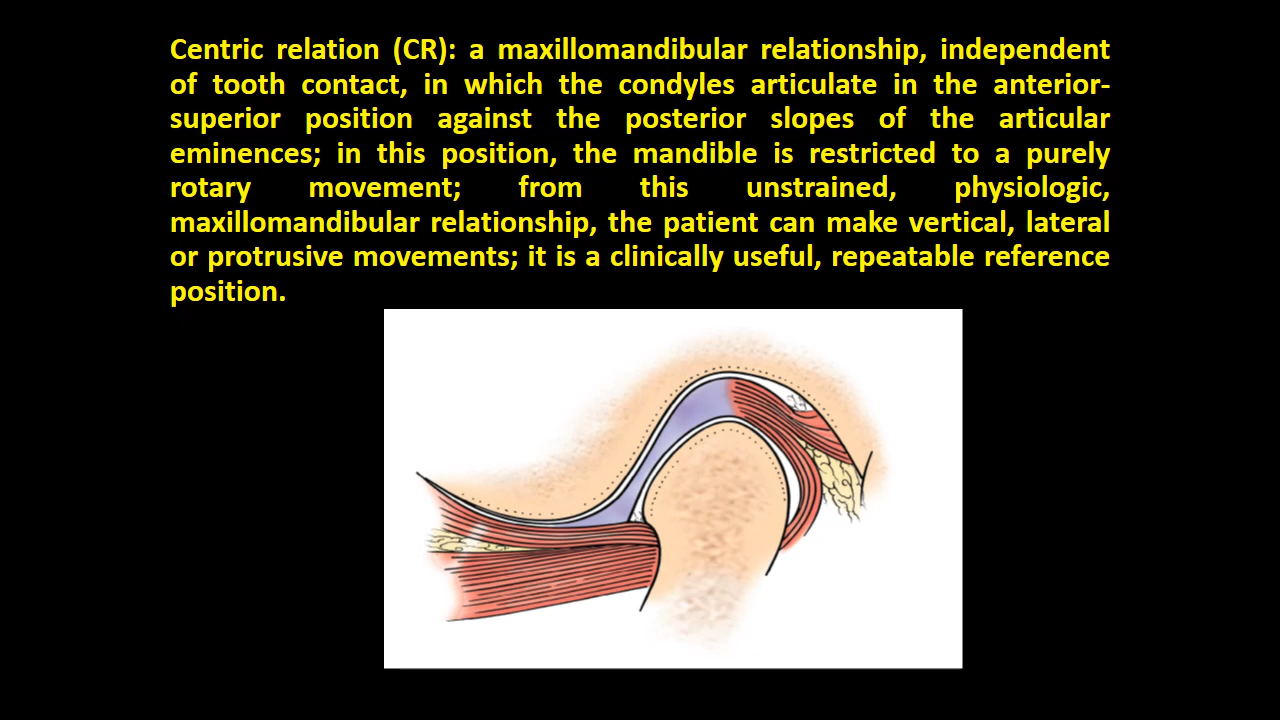 Centric relation (CR): a maxillomandibular relationship, independent
of tooth contact, in which the condyles articulate in the anterior-
superior position against the posterior slopes of the articular
eminences; in this position, the mandible is restricted to a purely
rotary movement; from this unstrained, physiologic,
maxillomandibular relationship, the patient can make vertical, lateral
or protrusive movements; it is a clinically useful, repeatable reference
position.